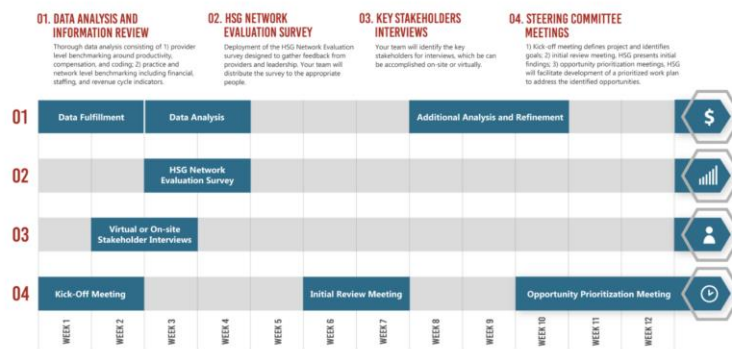 01. DATA ANALYSIS AND
INFORMATION REVIEW
Thorough data analysis consisting of 1) provider
level benchmarking around productivity,
compensation, and coding; 2) practice and
network level benchmarking including financial,
staffing, and revenue cycle indicators.
02. HSG NETWORK
EVALUATION SURVEY
Deployment of the HSG Network Evaluation
survey designed to gather feedback from
providers and leadership. Your team will
distribute the survey to the appropriate
people.
03. KEY STAKEHOLDERS
INTERVIEWS
Your team will identify the key
stakeholders for interviews, which be can
be accomplished on-site or virtually.
04. STEERING COMMITTEE
MEETINGS
1) Kick-off meeting defines project and identifies
goals; 2) initial review meeting, HSG presents initial
findings; 3) opportunity prioritization meetings, HSG
will facilitate development of a prioritized work plan
to address the identified opportunities.
01
Data Fulfillment
Data Analysis
Additional Analysis and Refinement
$
02
HSG Network
Evaluation Survey
03
Virtual or On-site
Stakeholder Interviews
04
Kick-Off Meeting
Initial Review Meeting
Opportunity Prioritization Meeting
WEEK 1
WEEK 2
WEEK 3
WEEK 4
WEEK 5
WEEK 6
WEEK 7
WEEK 8
WEEK 9
WEEK 10
WEEK 11
WEEK 12